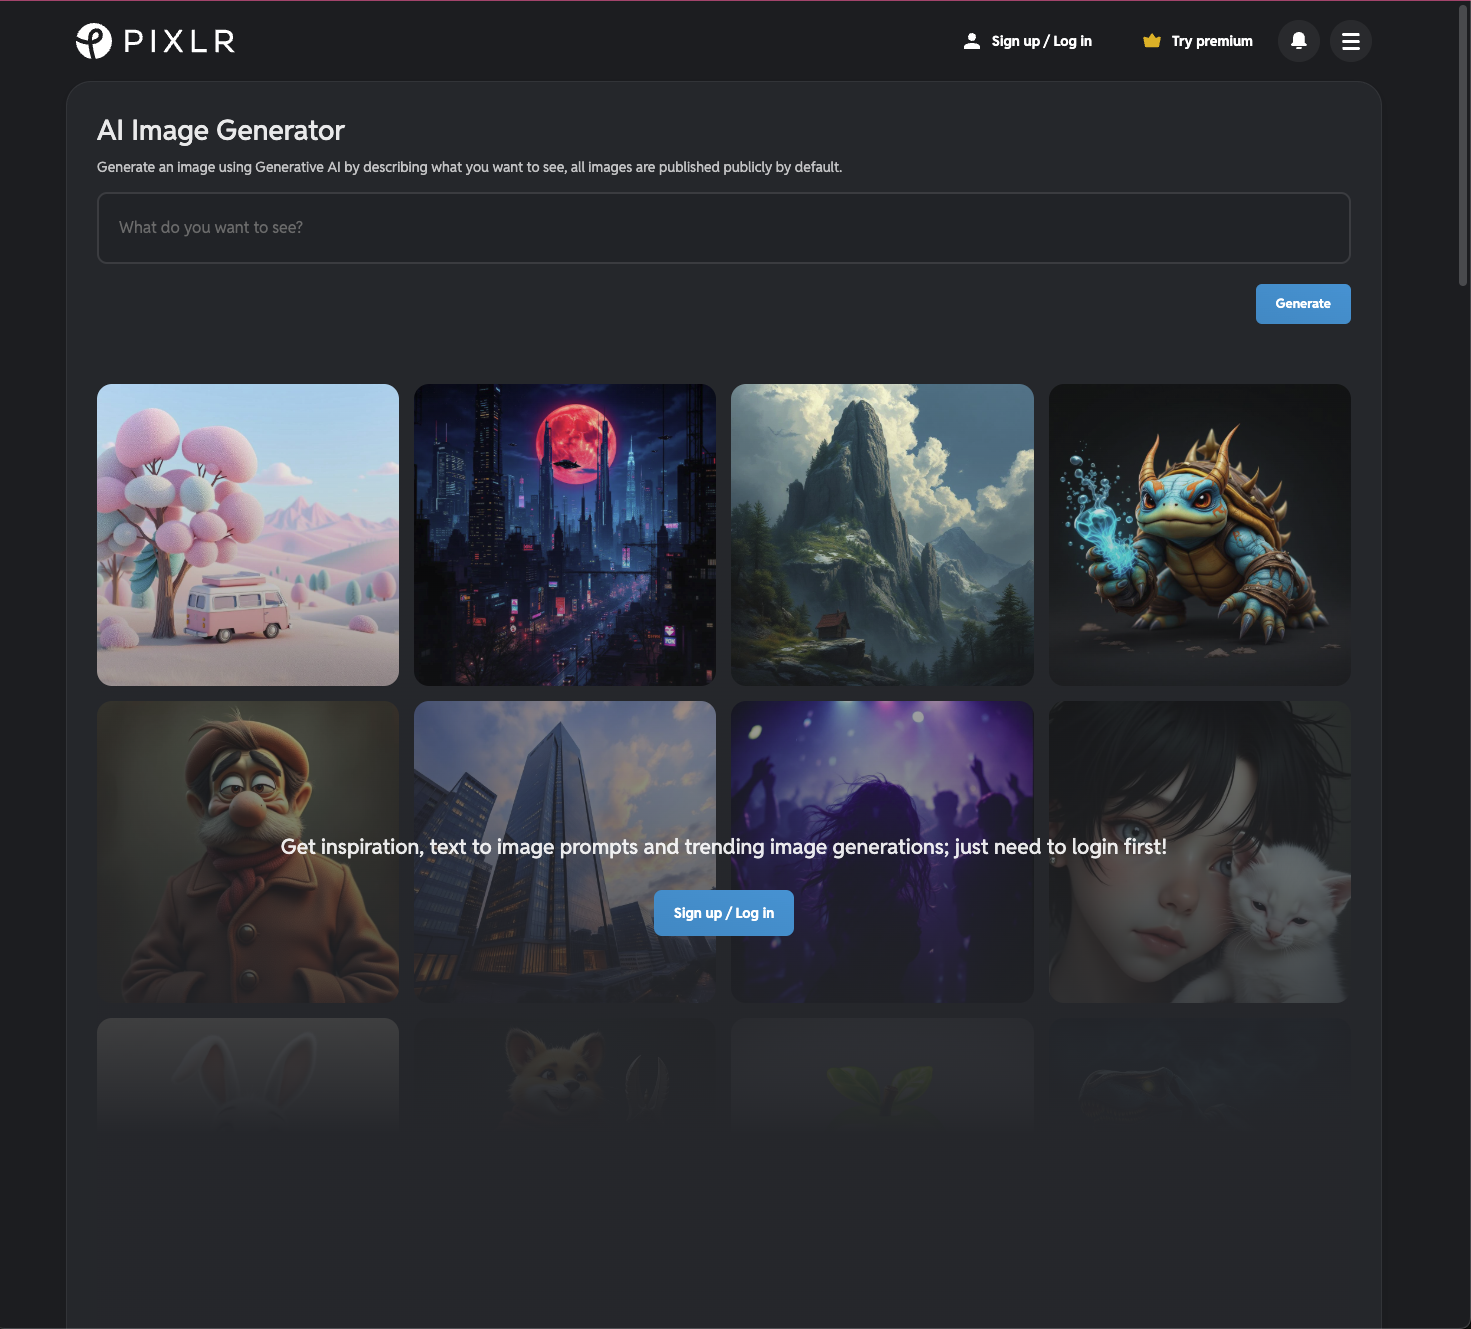 PIXLR
Sign up / Log in
Try premium
AI Image Generator
Generate an image using Generative AI by describing what you want to see, all images are published publicly by default.
What do you want to see?
Generate
Get inspiration, text to image prompts and trending image generations; just need to login first!
Sign up / Log in